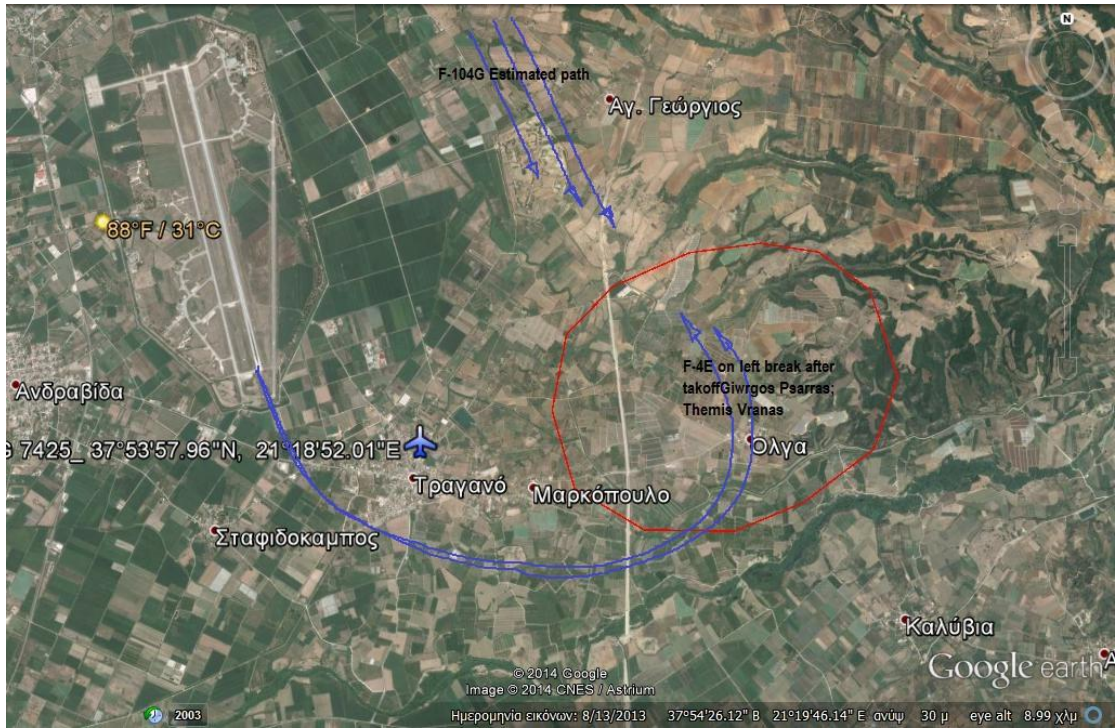 N
F-104G Estimated path
Αγ. Γεώργιος
88°F / 31°C
F-4E on left break after
takoffGiwrgos Psarras;
Themis Vranas
Ανδραβίδα
G 7425_ 37°53'57.96"N, 21°18'52.01"E
Όλγα
Τραγανό
Μαρκόπουλο
Σταφιδοκαμπος
Καλύβια
Α
© 2014 Google
Image © 2014 CNES / Astrium
Google earth
2003
Ημερομηνία εικόνων: 8/13/2013 37°54'26.12" Β 21°19'46.14" Ε ανύψ 30 μ eye alt 8.99 χλμ